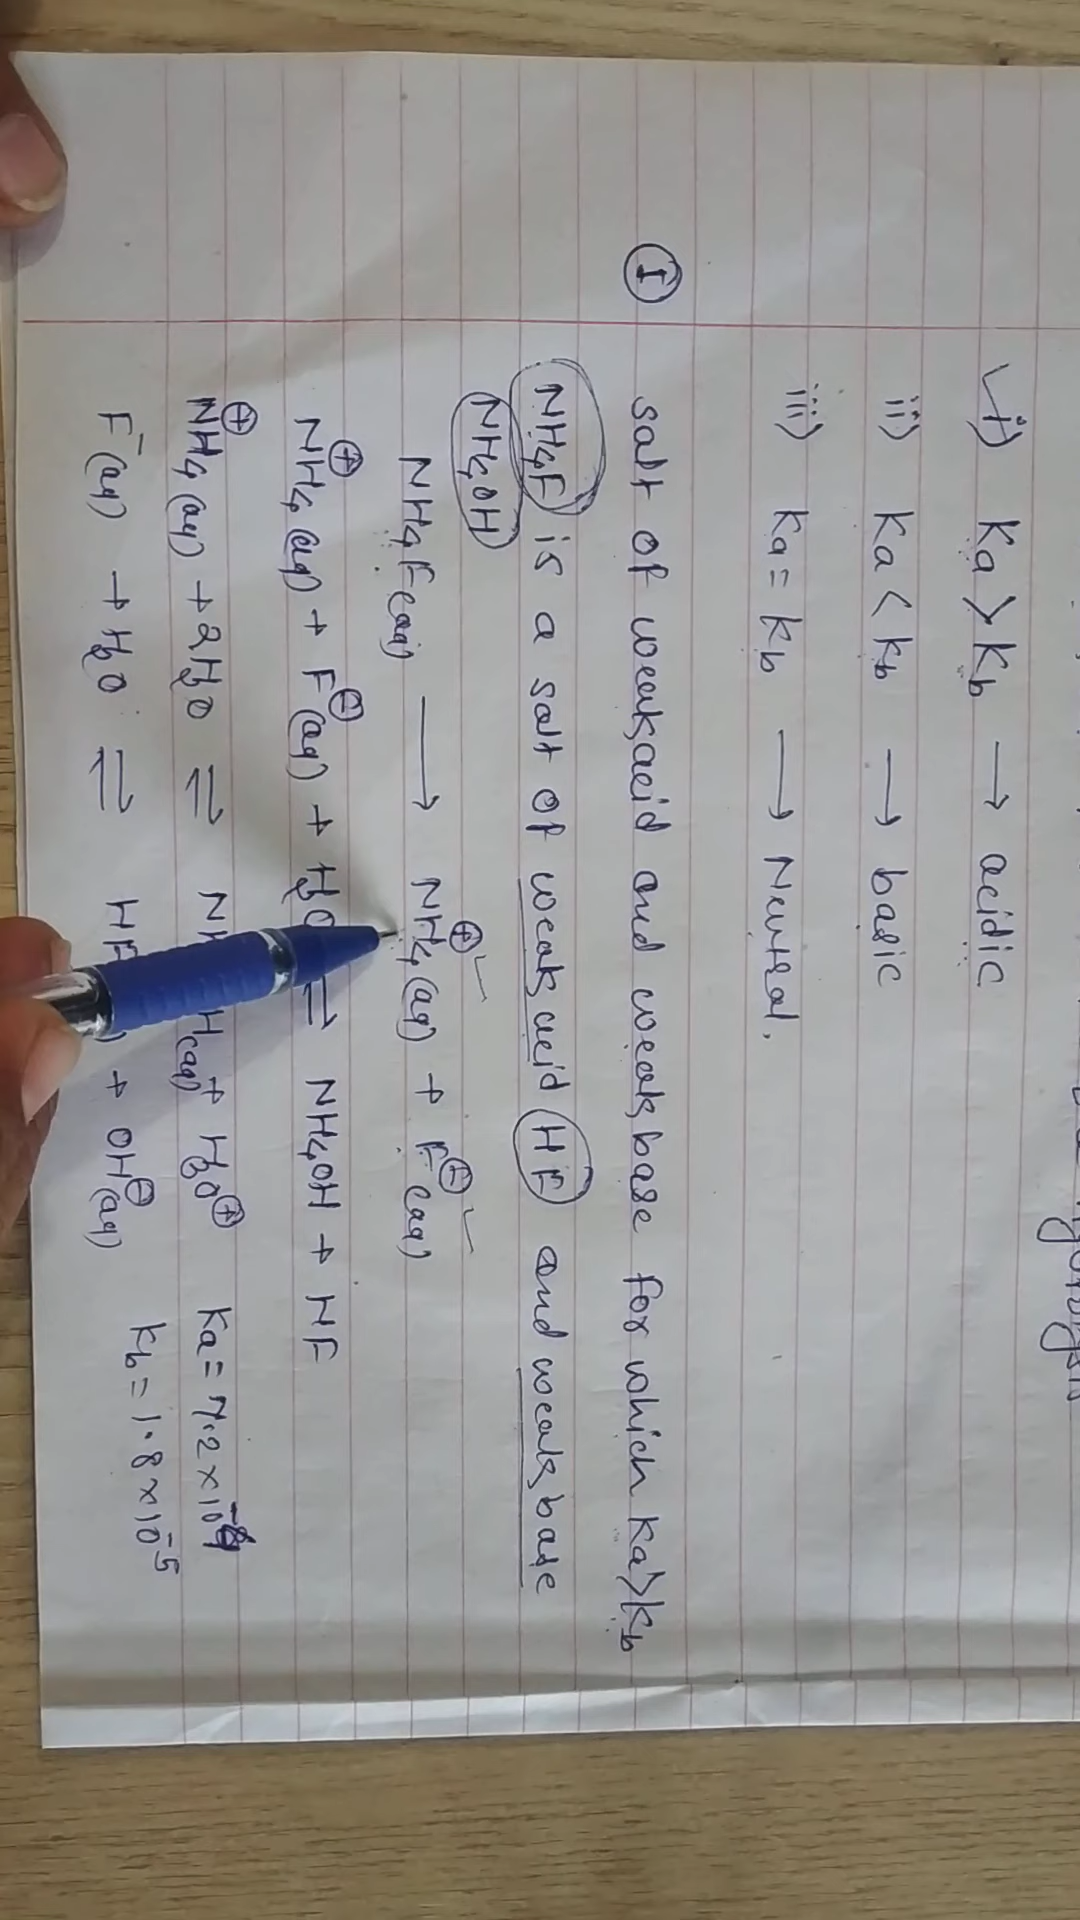 i) Ka > Kb → acidic
ii) Ka < Kb → basic
iii) Ka = Kb → Neutral.
I salt of weak acid and weak base for which Ka > Kb
NH4F is a salt of weak acid HF and weak base
NH4OH
NH4F(aq) → NH4⊕(aq) + F⊖(aq)
NH4⊕(aq) + F⊖(aq) + H2O ⇌ NH4OH + HF
NH4⊕(aq) + 2H2O ⇌ (aq) + H3O⊕ Ka = 7.2 × 10
F⁻(aq) + H2O ⇌ HF + OH⊖(aq) Kb = 1.8 × 10⁻⁵